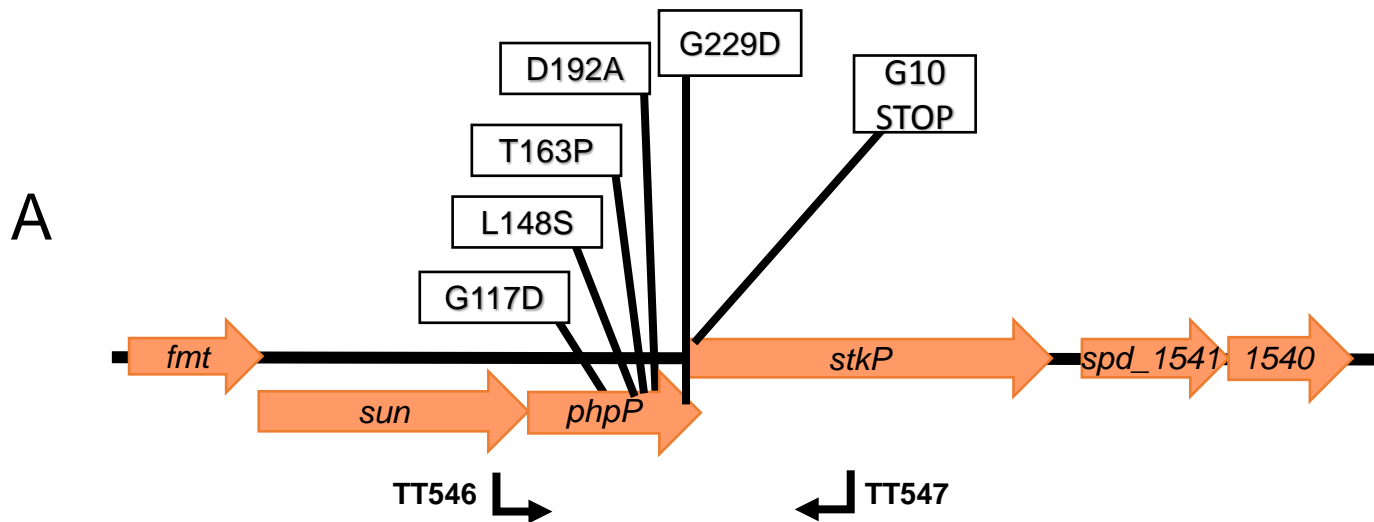 A
G229D
D192A
G10
STOP
T163P
L148S
G117D
fmt
stkP
spd_1541
1540
sun
phpP
TT546
TT547